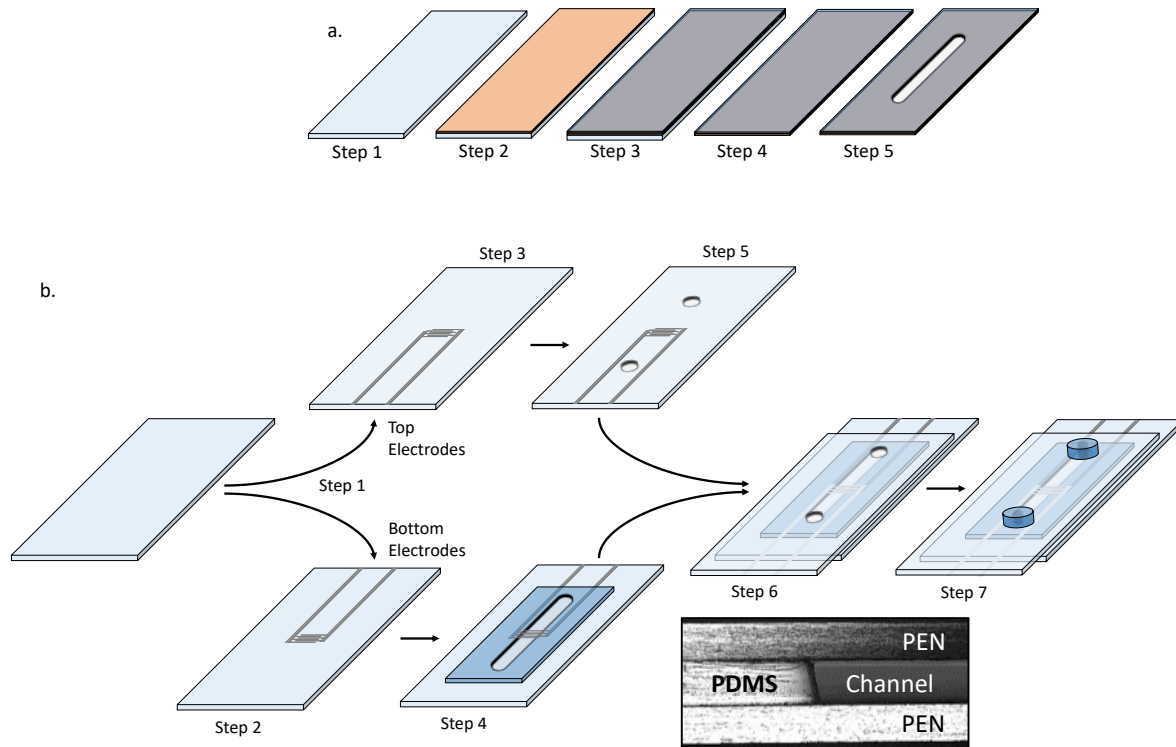 a.
Step 1
Step 2
Step 3
Step 4
Step 5
b.
Step 3
Step 5
Top
Electrodes
Step 1
Bottom
Electrodes
Step 2
Step 4
Step 6
Step 7
PEN
PDMS
Channel
PEN